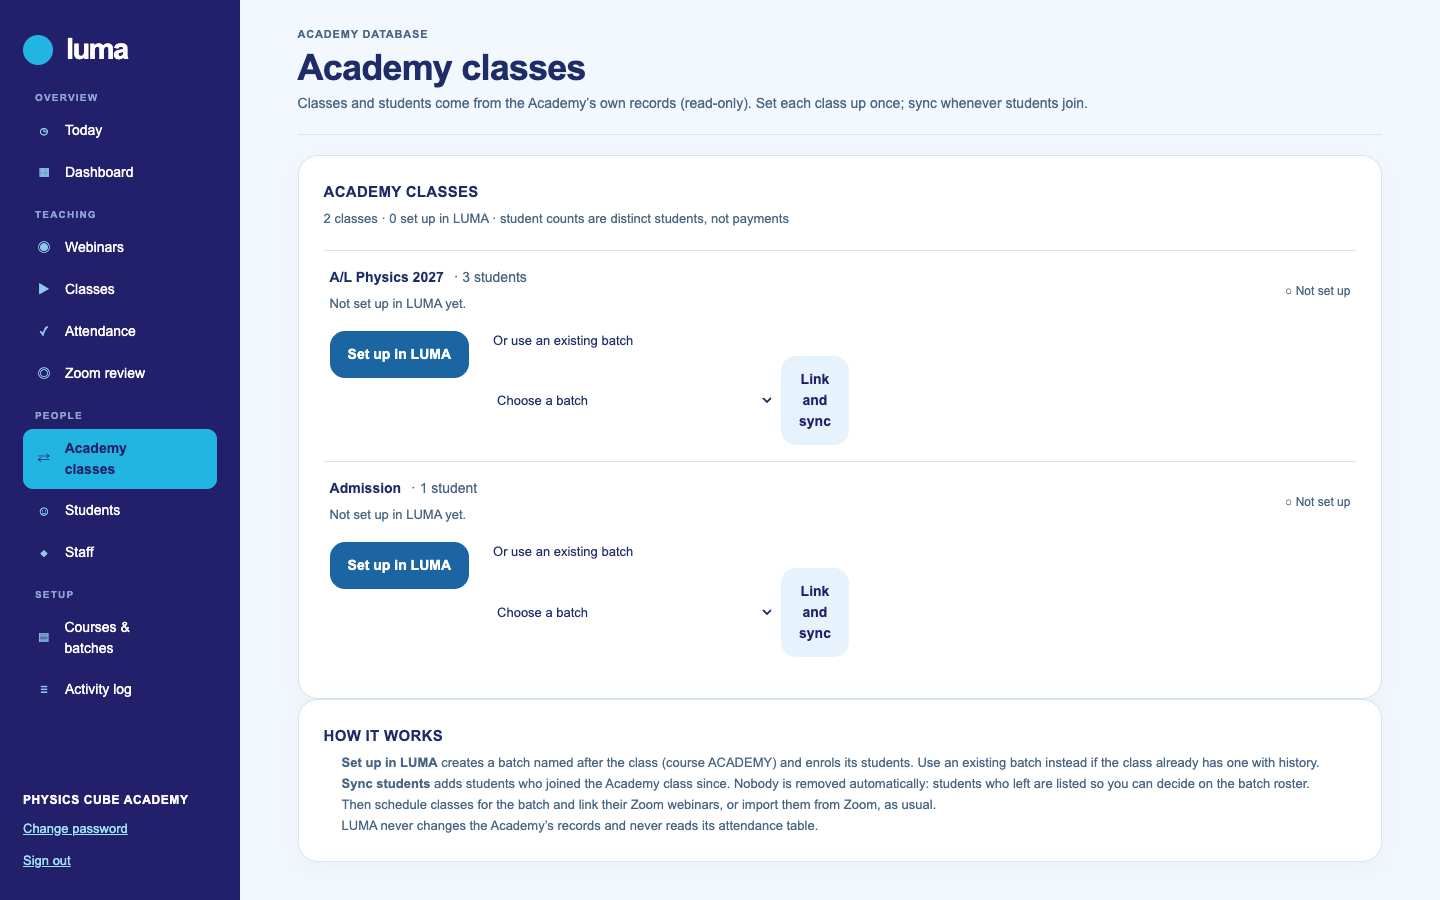 luma
OVERVIEW
Today
Dashboard
TEACHING
Webinars
Classes
Attendance
Zoom review
PEOPLE
Academy
classes
Students
Staff
SETUP
Courses &
batches
Activity log
PHYSICS CUBE ACADEMY
Change password
Sign out
ACADEMY DATABASE
Academy classes
Classes and students come from the Academy's own records (read-only). Set each class up once; sync whenever students join.
ACADEMY CLASSES
2 classes · 0 set up in LUMA · student counts are distinct students, not payments
A/L Physics 2027 · 3 students
Not set up in LUMA yet.
○ Not set up
Set up in LUMA
Or use an existing batch
Choose a batch
Link
and
sync
Admission · 1 student
Not set up in LUMA yet.
○ Not set up
Set up in LUMA
Or use an existing batch
Choose a batch
Link
and
sync
HOW IT WORKS
Set up in LUMA creates a batch named after the class (course ACADEMY) and enrols its students. Use an existing batch instead if the class already has one with history.
Sync students adds students who joined the Academy class since. Nobody is removed automatically: students who left are listed so you can decide on the batch roster.
Then schedule classes for the batch and link their Zoom webinars, or import them from Zoom, as usual.
LUMA never changes the Academy's records and never reads its attendance table.